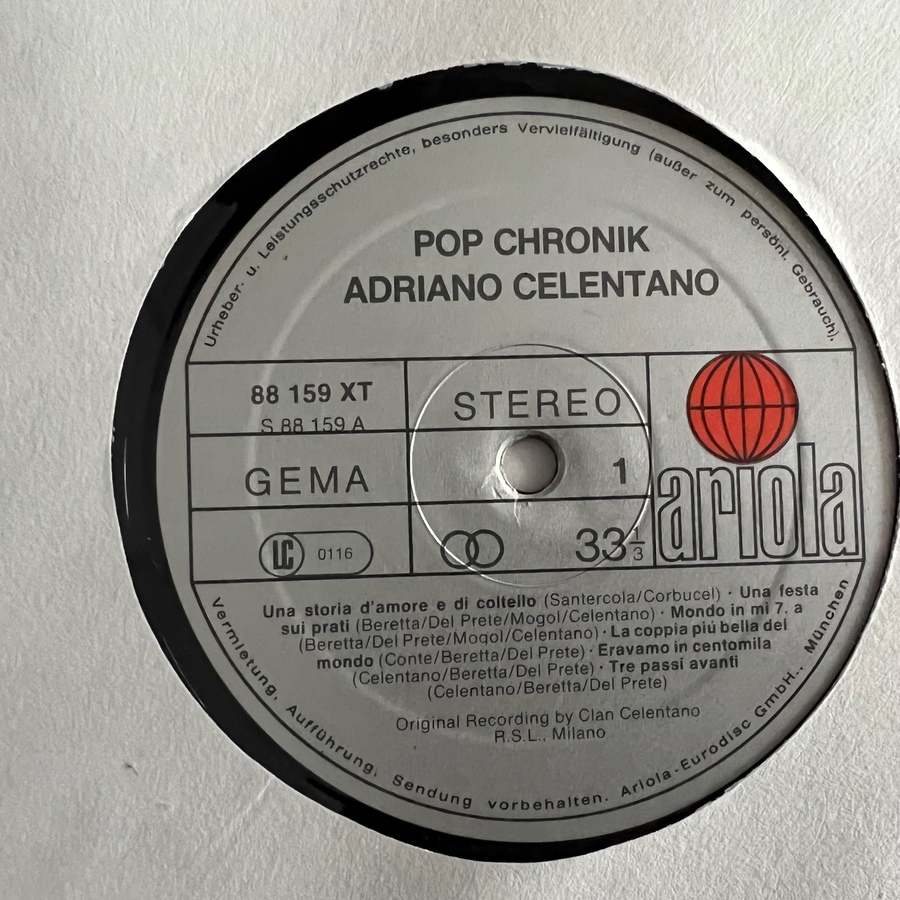 Urheber- u. Leistungsschutzrechte, besonders Vervielfältigung (außer zum persönl. Gebrauch),
POP CHRONIK
ADRIANO CELENTANO
88 159 XT
S 88 159 A
STEREO
GEMA
1
LC 0116
33 1/3
ariola
Una storia d'amore e di coltello (Santercola/Corbucel) · Una festa
sui prati (Beretta/Del Prete/Mogol/Celentano) · Mondo in mi 7. a
(Beretta/Del Prete/Mogol/Celentano) · La coppia piú bella del
mondo (Conte/Beretta/Del Prete) · Eravamo in centomila
(Celentano/Beretta/Del Prete) · Tre passi avanti
(Celentano/Beretta/Del Prete)
Original Recording by Clan Celentano
R.S.L., Milano
Vermietung, Aufführung, Sendung vorbehalten. Ariola-Eurodisc GmbH., München